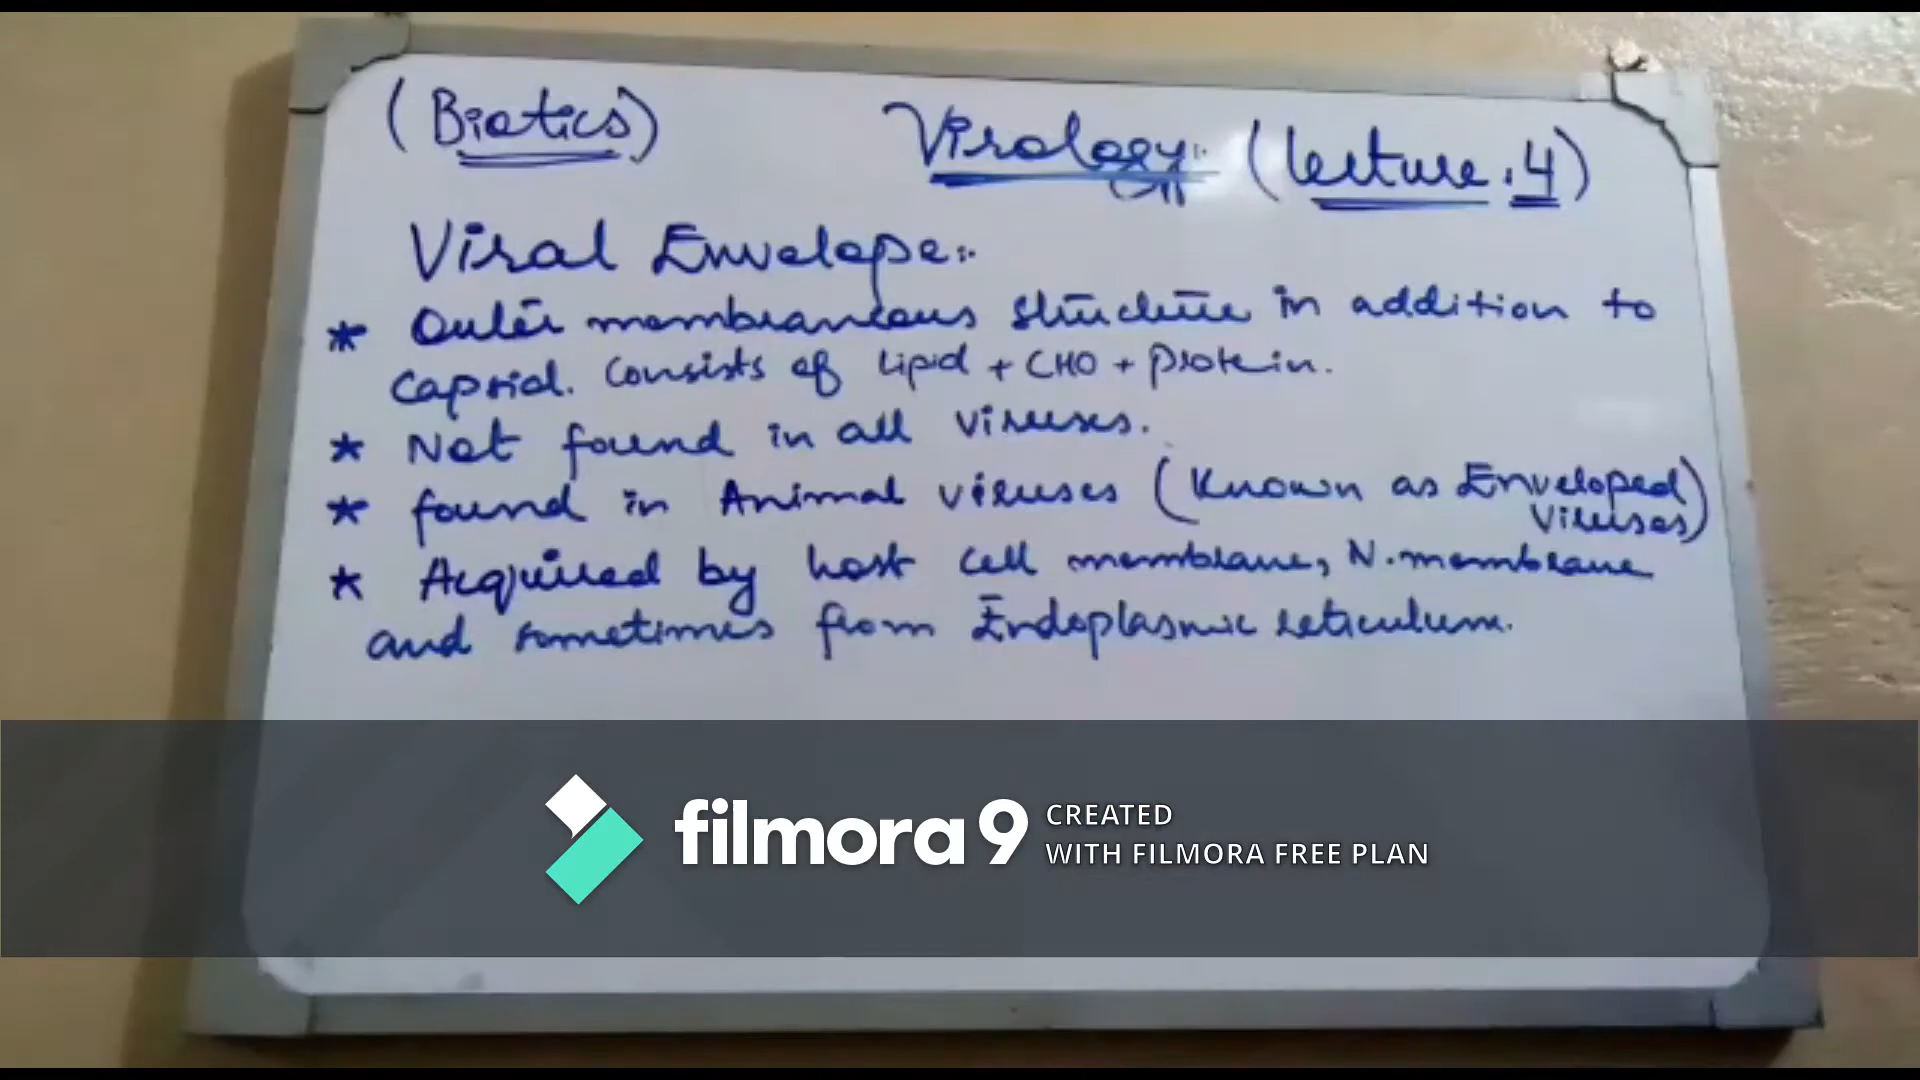 (Biotics) Virology:- (Lecture:4)
Viral Envelope:-
* Outer membraneous structure in addition to
Capsid. Consists of Lipid + CHO + Protein.
* Not found in all viruses.
* found in Animal viruses (Known as Enveloped
Viruses)
* Acquired by host cell membrane, N.membrane
and sometimes from Endoplasmic reticulum.
filmora9 CREATED
WITH FILMORA FREE PLAN